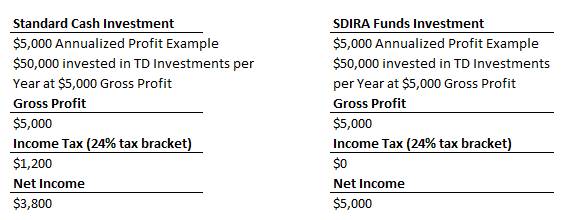 Standard Cash Investment
$5,000 Annualized Profit Example
$50,000 invested in TD Investments per
Year at $5,000 Gross Profit
Gross Profit
$5,000
Income Tax (24% tax bracket)
$1,200
Net Income
$3,800
SDIRA Funds Investment
$5,000 Annualized Profit Example
$50,000 invested in TD Investments
per Year at $5,000 Gross Profit
Gross Profit
$5,000
Income Tax (24% tax bracket)
$0
Net Income
$5,000